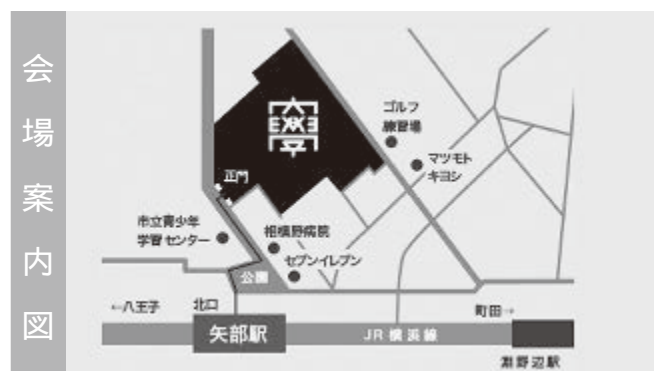 会場案内図
ゴルフ
練習場
マツモト
キヨシ
正門
市立青少年
学習センター
相模野病院
セブンイレブン
公園
←八王子
北口
町田→
矢部駅
JR横浜線
淵野辺駅